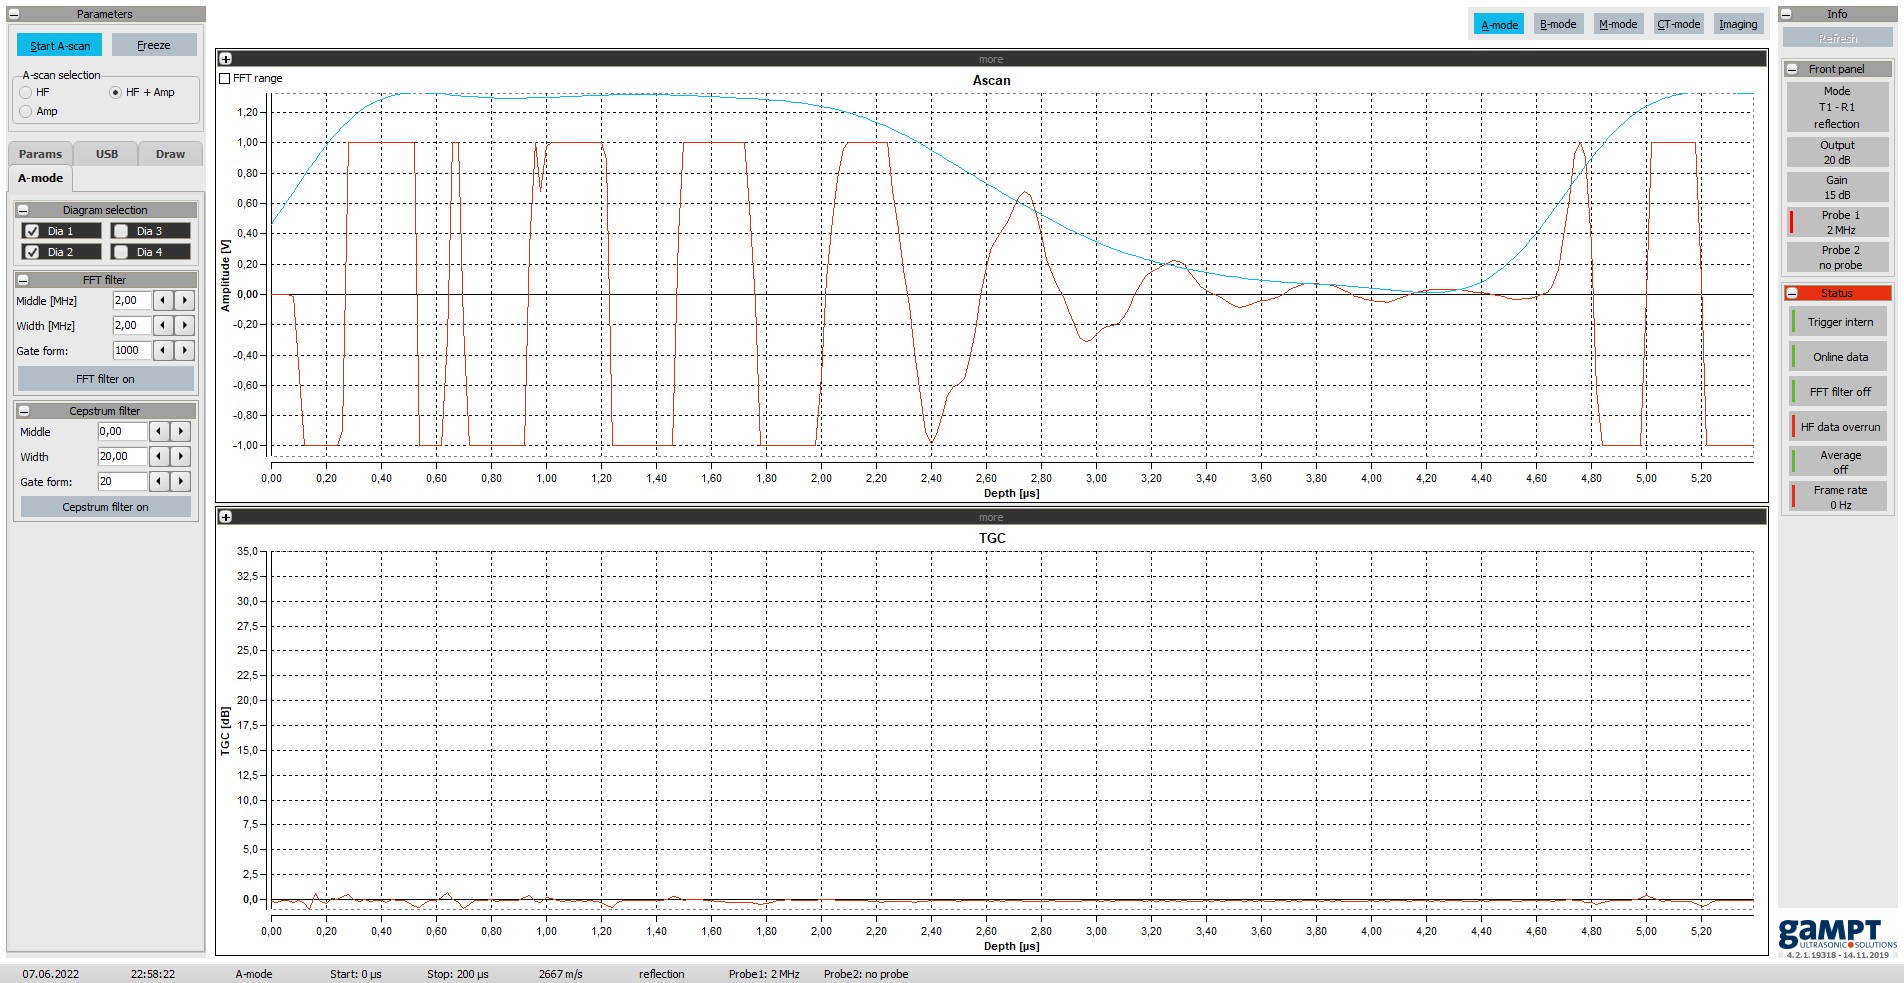 Parameters
Start A-scan
Freeze
A-scan selection
HF
HF + Amp
Amp
Params
USB
Draw
A-mode
Diagram selection
Dia 1
Dia 3
Dia 2
Dia 4
FFT filter
Middle [MHz]
2,00
Width [MHz]
2,00
Gate form:
1000
FFT filter on
Cepstrum filter
Middle
0,00
Width
20,00
Gate form:
20
Cepstrum filter on
A-mode
B-mode
M-mode
CT-mode
Imaging
more
FFT range
Ascan
Amplitude [V]
1,20
1,00
0,80
0,60
0,40
0,20
0,00
-0,20
-0,40
-0,60
-0,80
-1,00
0,00 0,20 0,40 0,60 0,80 1,00 1,20 1,40 1,60 1,80 2,00 2,20 2,40 2,60 2,80 3,00 3,20 3,40 3,60 3,80 4,00 4,20 4,40 4,60 4,80 5,00 5,20
Depth [µs]
more
TGC
TGC [dB]
35,0
32,5
30,0
27,5
25,0
22,5
20,0
17,5
15,0
12,5
10,0
7,5
5,0
2,5
0,0
0,00 0,20 0,40 0,60 0,80 1,00 1,20 1,40 1,60 1,80 2,00 2,20 2,40 2,60 2,80 3,00 3,20 3,40 3,60 3,80 4,00 4,20 4,40 4,60 4,80 5,00 5,20
Depth [µs]
Info
Refresh
Front panel
Mode
T1 - R1
reflection
Output
20 dB
Gain
15 dB
Probe 1
2 MHz
Probe 2
no probe
Status
Trigger intern
Online data
FFT filter off
HF data overrun
Average
off
Frame rate
0 Hz
gaMPT
ULTRASONIC SOLUTIONS
4.2.1.19318 - 14.11.2019
07.06.2022 22:58:22 A-mode Start: 0 µs Stop: 200 µs 2667 m/s reflection Probe1: 2 MHz Probe2: no probe